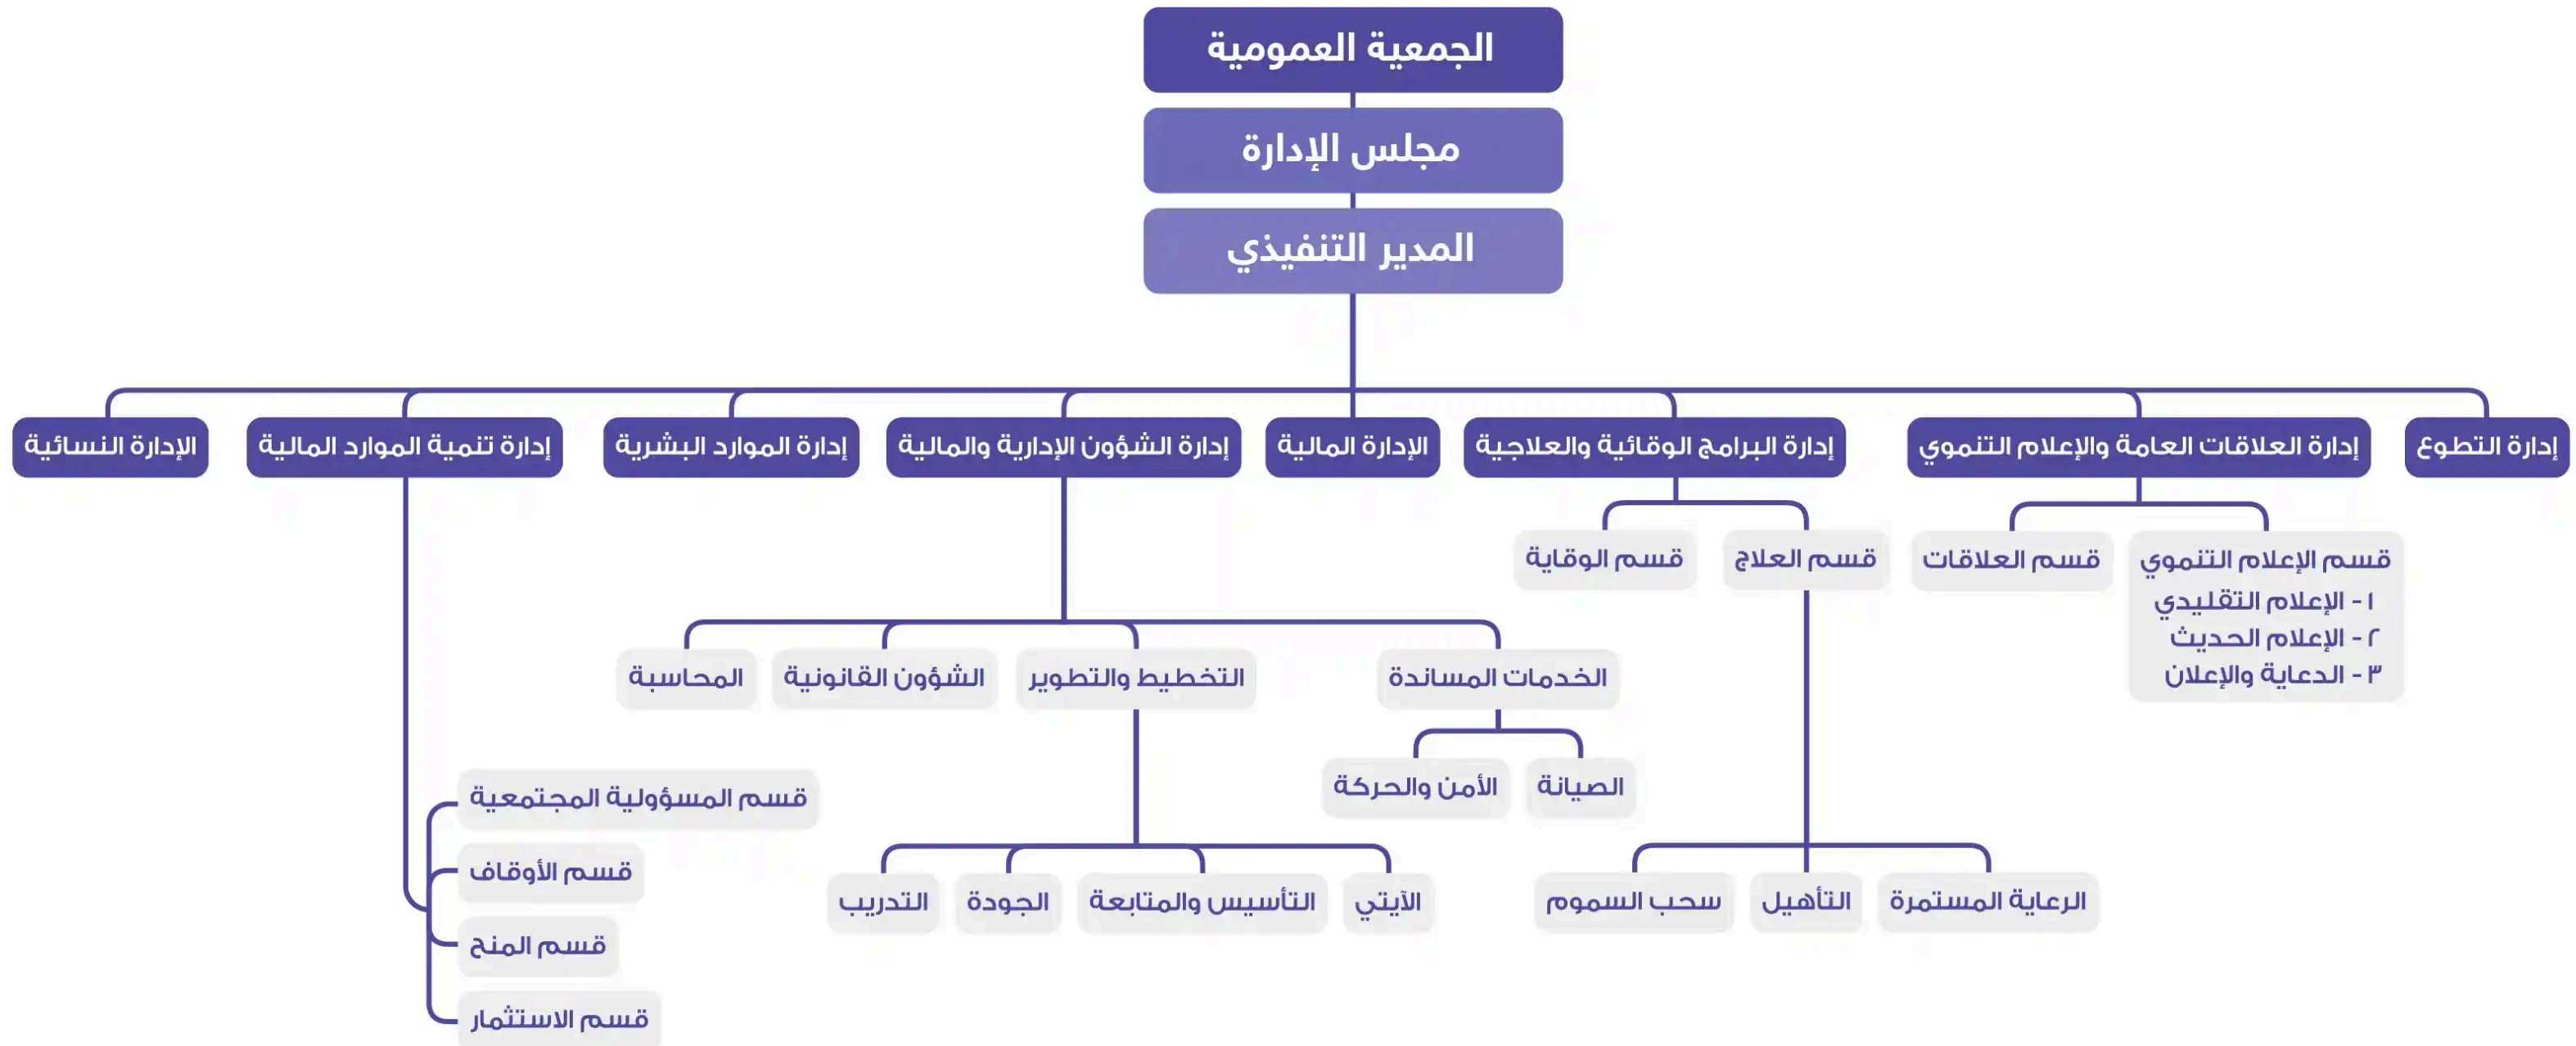 الجمعية العمومية
مجلس الإدارة
المدير التنفيذي
إدارة التطوع
إدارة العلاقات العامة والإعلام التنموي
إدارة البرامج الوقائية والعلاجية
الإدارة المالية
إدارة الشؤون الإدارية والمالية
إدارة الموارد البشرية
إدارة تنمية الموارد المالية
الإدارة النسائية
قسم الإعلام التنموي
١- الإعلام التقليدي
٢- الإعلام الحديث
٣- الدعاية والإعلان
قسم العلاقات
قسم العلاج
قسم الوقاية
الخدمات المساندة
التخطيط والتطوير
الشؤون القانونية
المحاسبة
الصيانة
الأمن والحركة
الرعاية المستمرة
التأهيل
سحب السموم
الآيتي
التأسيس والمتابعة
الجودة
التدريب
قسم المسؤولية المجتمعية
قسم الأوقاف
قسم المنح
قسم الاستثمار